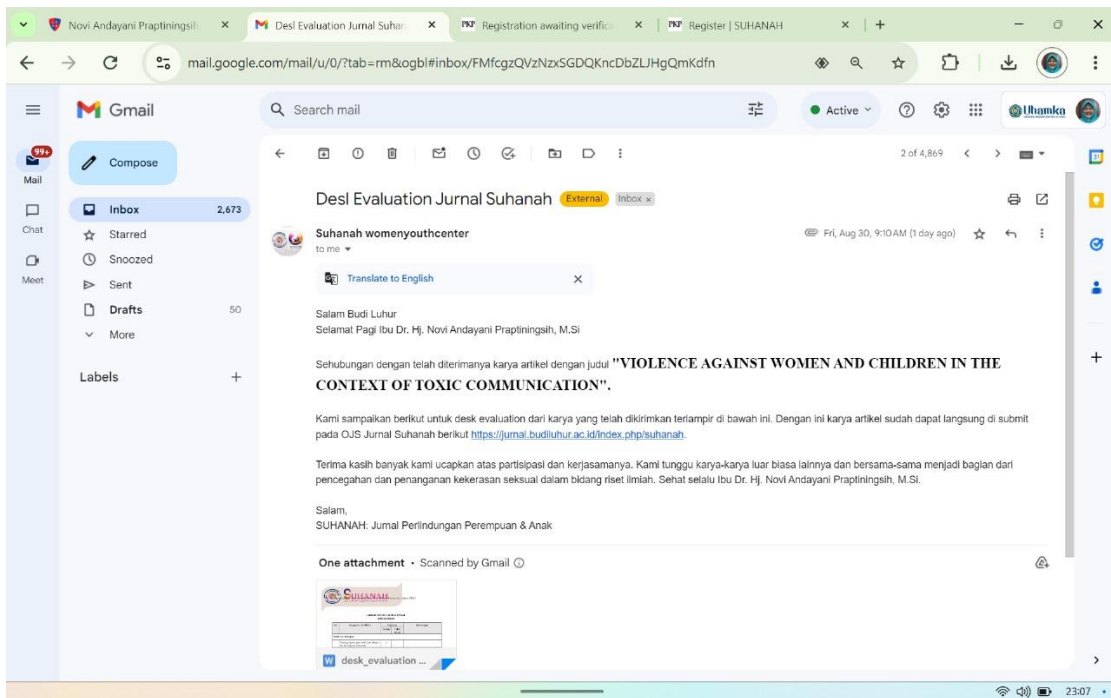 Novi Andayani Praptiningsih
Desl Evaluation Jurnal Suhan
PKP Registration awaiting verific
PKP Register | SUHANAH
mail.google.com/mail/u/0/?tab=rm&ogbl#inbox/FMfcgzQVzNzxSGDQKncDbZLJHgQmKdfn
Gmail
Search mail
Active
Uhamka
99+
Mail
Chat
Meet
Compose
Inbox 2,673
Starred
Snoozed
Sent
Drafts 50
More
Labels
2 of 4,869
Desl Evaluation Jurnal Suhanah External Inbox x
Suhanah womenyouthcenter
Fri, Aug 30, 9:10 AM (1 day ago)
to me
Translate to English
Salam Budi Luhur
Selamat Pagi Ibu Dr. Hj. Novi Andayani Praptiningsih, M.Si
Sehubungan dengan telah diterimanya karya artikel dengan judul "VIOLENCE AGAINST WOMEN AND CHILDREN IN THE
CONTEXT OF TOXIC COMMUNICATION".
Kami sampaikan berikut untuk desk evaluation dari karya yang telah dikirimkan terlampir di bawah ini. Dengan ini karya artikel sudah dapat langsung di submit
pada OJS Jurnal Suhanah berikut https://jurnal.budiluhur.ac.id/index.php/suhanah.
Terima kasih banyak kami ucapkan atas partisipasi dan kerjasamanya. Kami tunggu karya-karya luar biasa lainnya dan bersama-sama menjadi bagian dari
pencegahan dan penanganan kekerasan seksual dalam bidang riset ilmiah. Sehat selalu Ibu Dr. Hj. Novi Andayani Praptiningsih, M.Si.
Salam,
SUHANAH: Jurnal Perlindungan Perempuan & Anak
One attachment • Scanned by Gmail
SUHANAH
W desk_evaluation ...
23:07